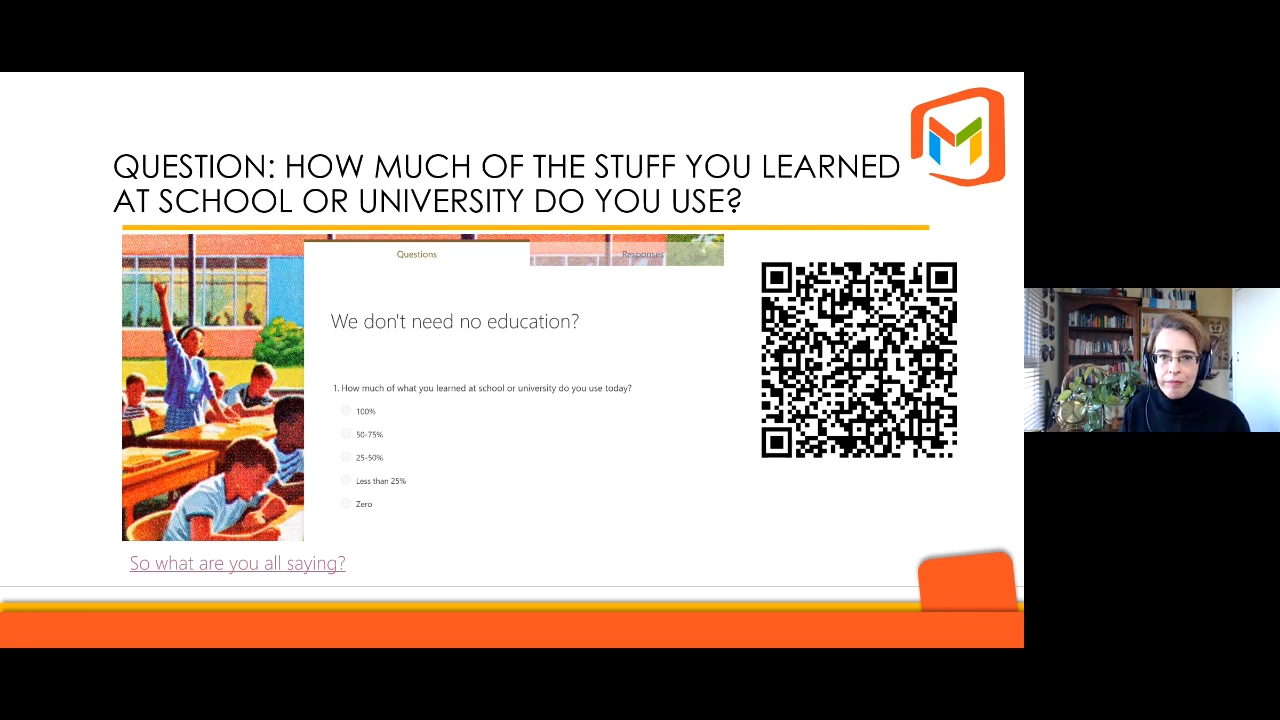 QUESTION: HOW MUCH OF THE STUFF YOU LEARNED
AT SCHOOL OR UNIVERSITY DO YOU USE?
Questions
Responses
We don't need no education?
1. How much of what you learned at school or university do you use today?
100%
50-75%
25-50%
Less than 25%
Zero
So what are you all saying?